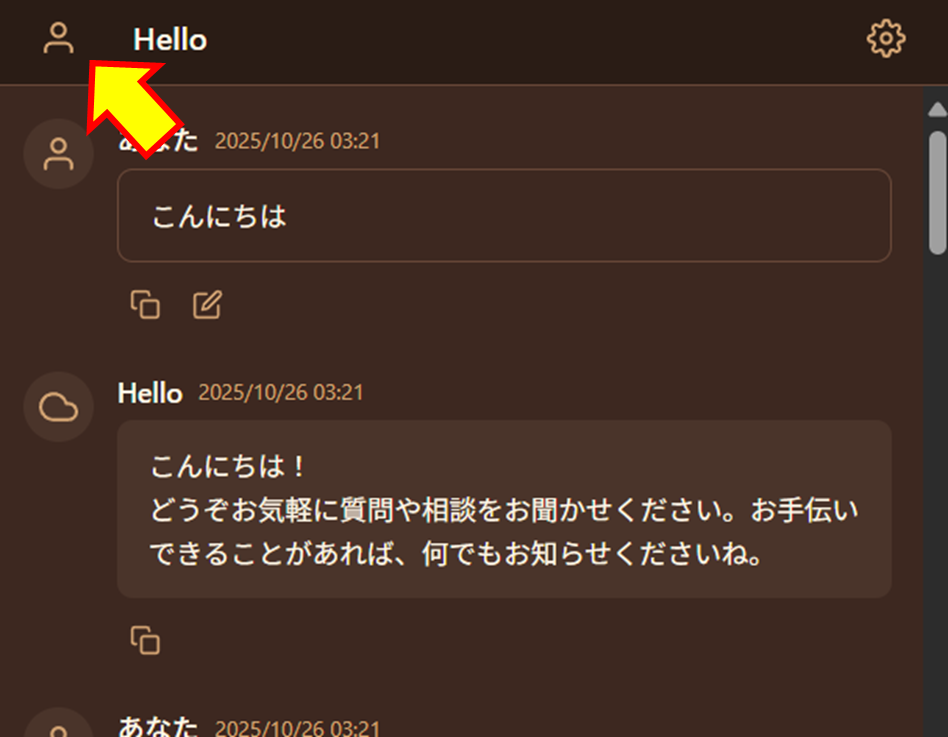 Hello
あなた 2025/10/26 03:21
こんにちは
Hello 2025/10/26 03:21
こんにちは！
どうぞお気軽に質問や相談をお聞かせください。お手伝い
できることがあれば、何でもお知らせくださいね。
あなた 2025/10/26 03:21